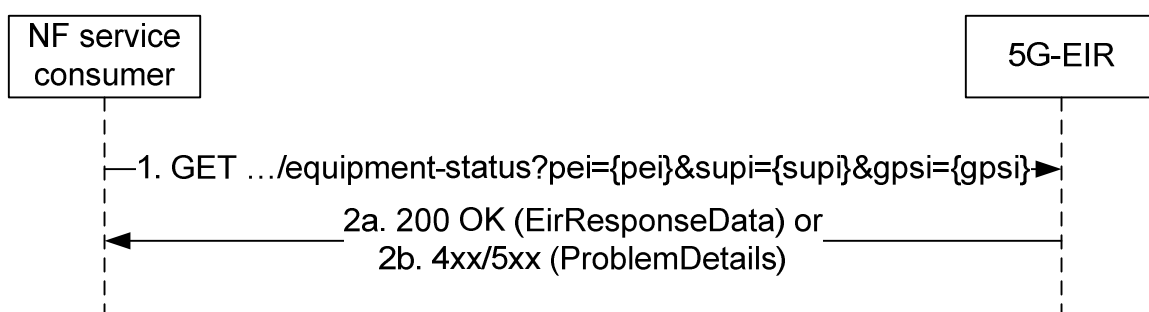 NF service
consumer
5G-EIR
1. GET …/equipment-status?pei={pei}&supi={supi}&gpsi={gpsi}
2a. 200 OK (EirResponseData) or
2b. 4xx/5xx (ProblemDetails)